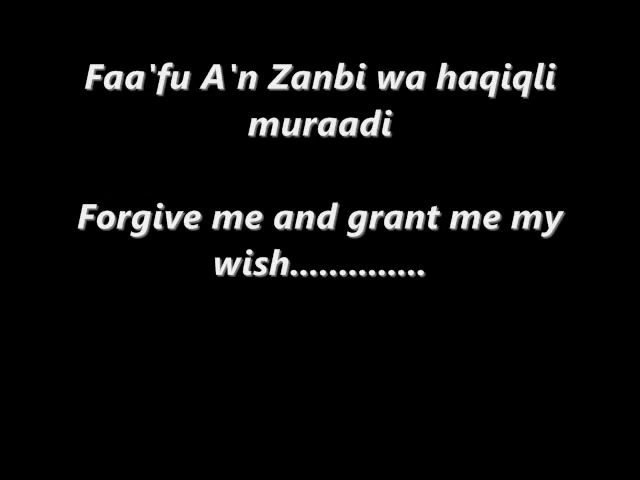 Faa'fu A'n Zanbi wa haqiqli
muraadi
Forgive me and grant me my
wish..............